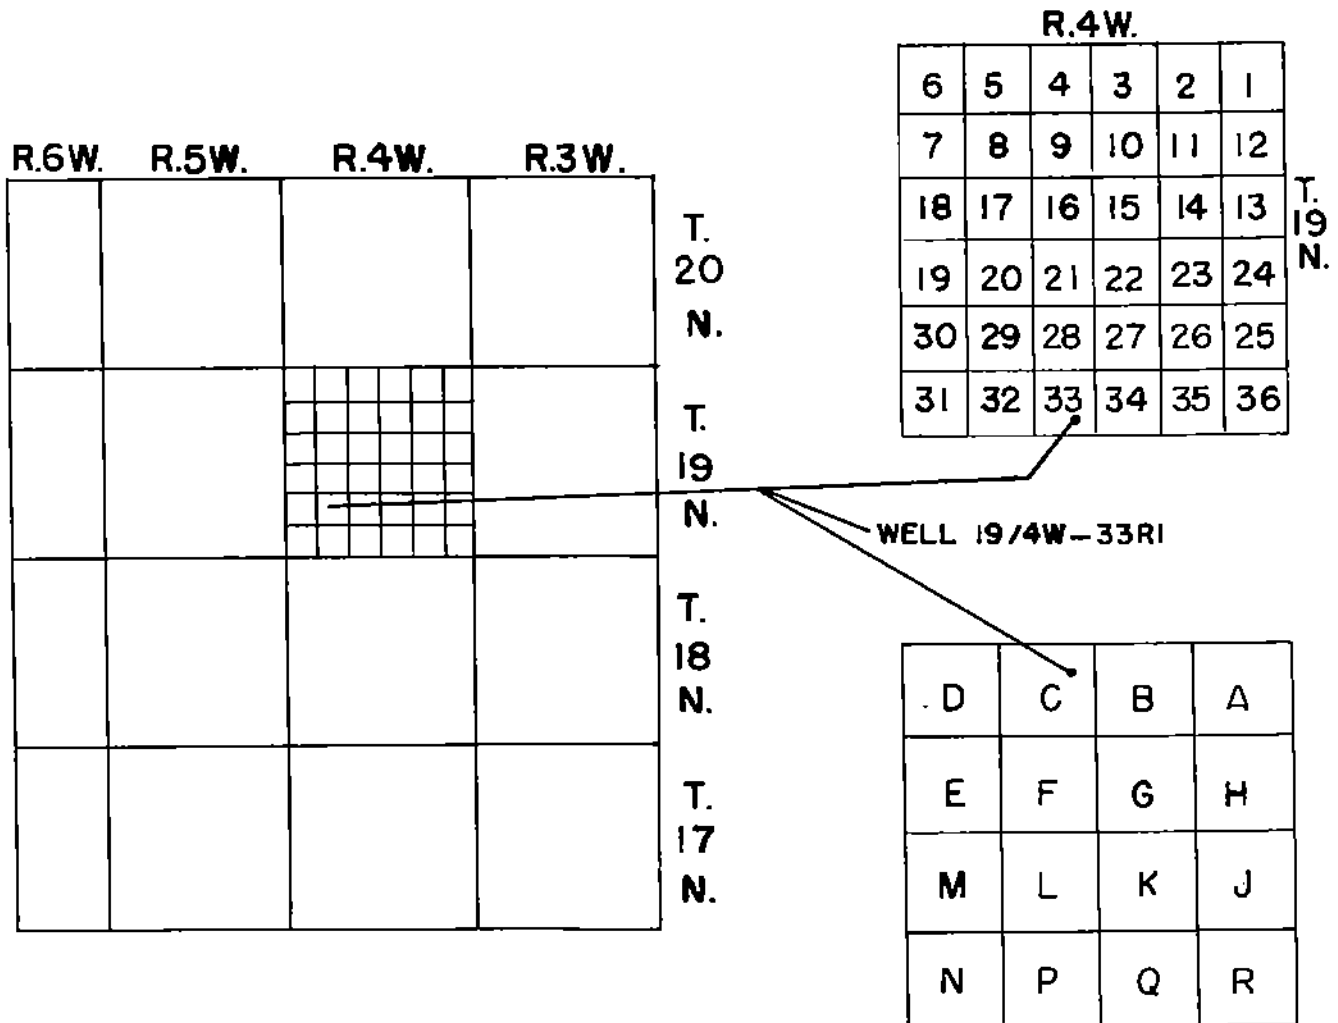 R.6W. R.5W. R.4W. R.3W.
T.
20
N.
T.
19
N.
T.
18
N.
T.
17
N.
R.4W.
6 5 4 3 2 1
7 8 9 10 11 12
18 17 16 15 14 13
19 20 21 22 23 24
30 29 28 27 26 25
31 32 33 34 35 36
T.
19
N.
WELL 19/4W-33R1
D C B A
E F G H
M L K J
N P Q R